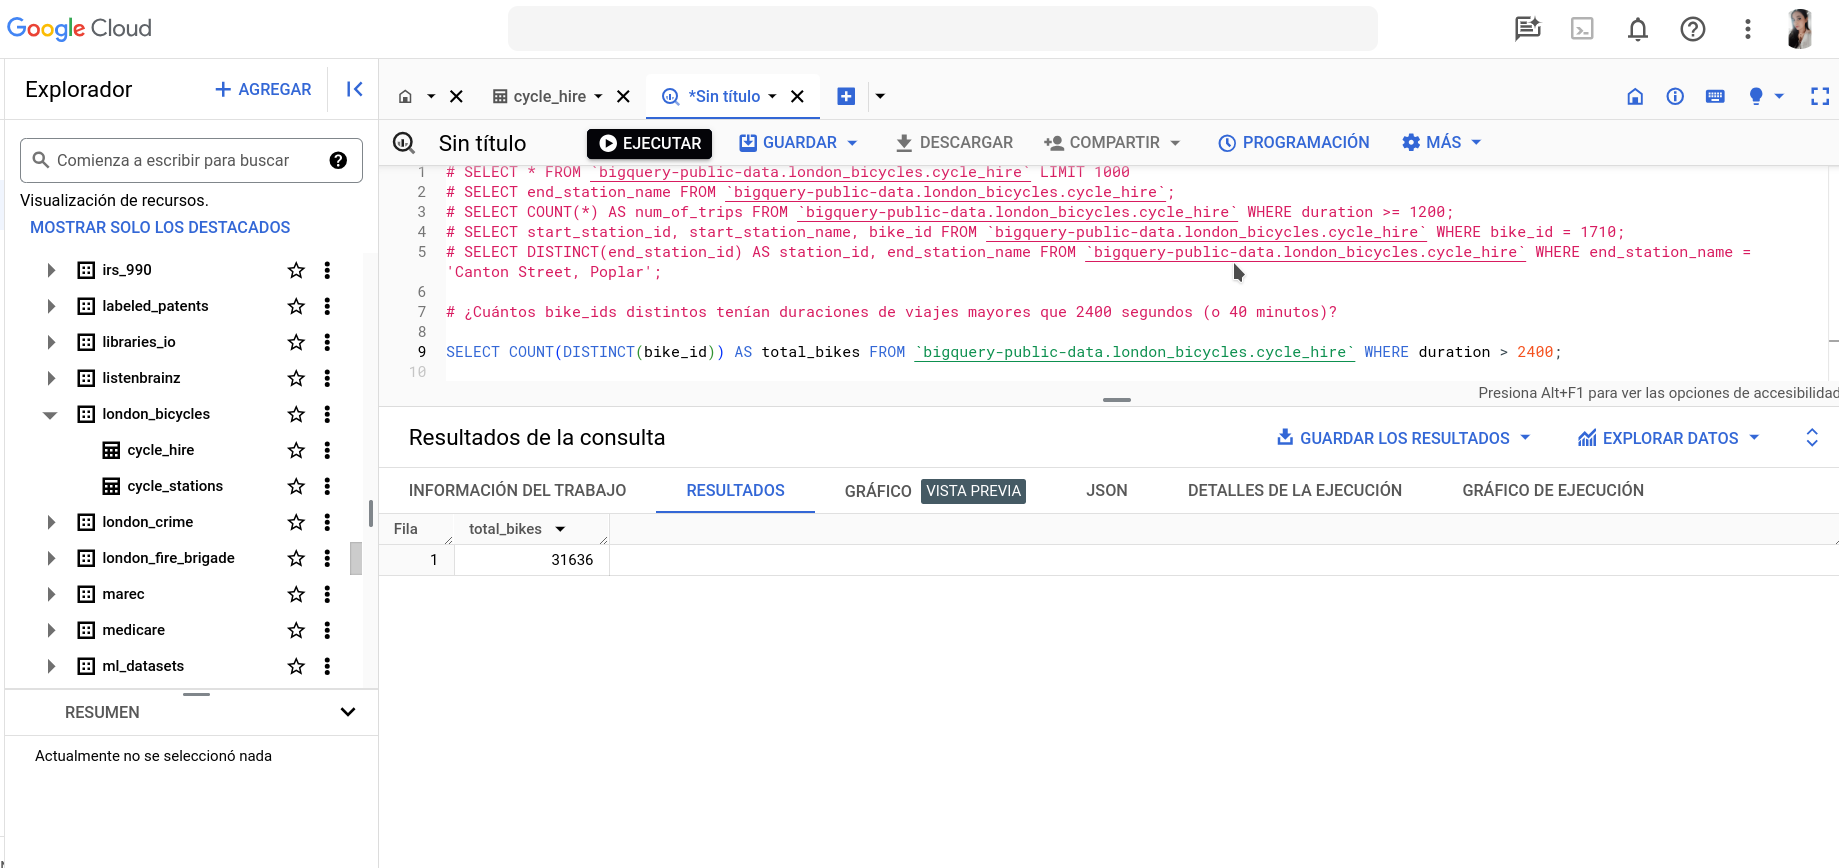 Google Cloud
Explorador
AGREGAR
Comienza a escribir para buscar
Visualización de recursos.
MOSTRAR SOLO LOS DESTACADOS
irs_990
labeled_patents
libraries_io
listenbrainz
london_bicycles
cycle_hire
cycle_stations
london_crime
london_fire_brigade
marec
medicare
ml_datasets
RESUMEN
Actualmente no se seleccionó nada
cycle_hire
*Sin título
Sin título
EJECUTAR
GUARDAR
DESCARGAR
COMPARTIR
PROGRAMACIÓN
MÁS
1 # SELECT * FROM `bigquery-public-data.london_bicycles.cycle_hire` LIMIT 1000
2 # SELECT end_station_name FROM `bigquery-public-data.london_bicycles.cycle_hire`;
3 # SELECT COUNT(*) AS num_of_trips FROM `bigquery-public-data.london_bicycles.cycle_hire` WHERE duration >= 1200;
4 # SELECT start_station_id, start_station_name, bike_id FROM `bigquery-public-data.london_bicycles.cycle_hire` WHERE bike_id = 1710;
5 # SELECT DISTINCT(end_station_id) AS station_id, end_station_name FROM `bigquery-public-data.london_bicycles.cycle_hire` WHERE end_station_name =
'Canton Street, Poplar';
6
7 # ¿Cuántos bike_ids distintos tenían duraciones de viajes mayores que 2400 segundos (o 40 minutos)?
8
9 SELECT COUNT(DISTINCT(bike_id)) AS total_bikes FROM `bigquery-public-data.london_bicycles.cycle_hire` WHERE duration > 2400;
10
Presiona Alt+F1 para ver las opciones de accesibilidad
Resultados de la consulta
GUARDAR LOS RESULTADOS
EXPLORAR DATOS
INFORMACIÓN DEL TRABAJO
RESULTADOS
GRÁFICO VISTA PREVIA
JSON
DETALLES DE LA EJECUCIÓN
GRÁFICO DE EJECUCIÓN
Fila total_bikes
1 31636